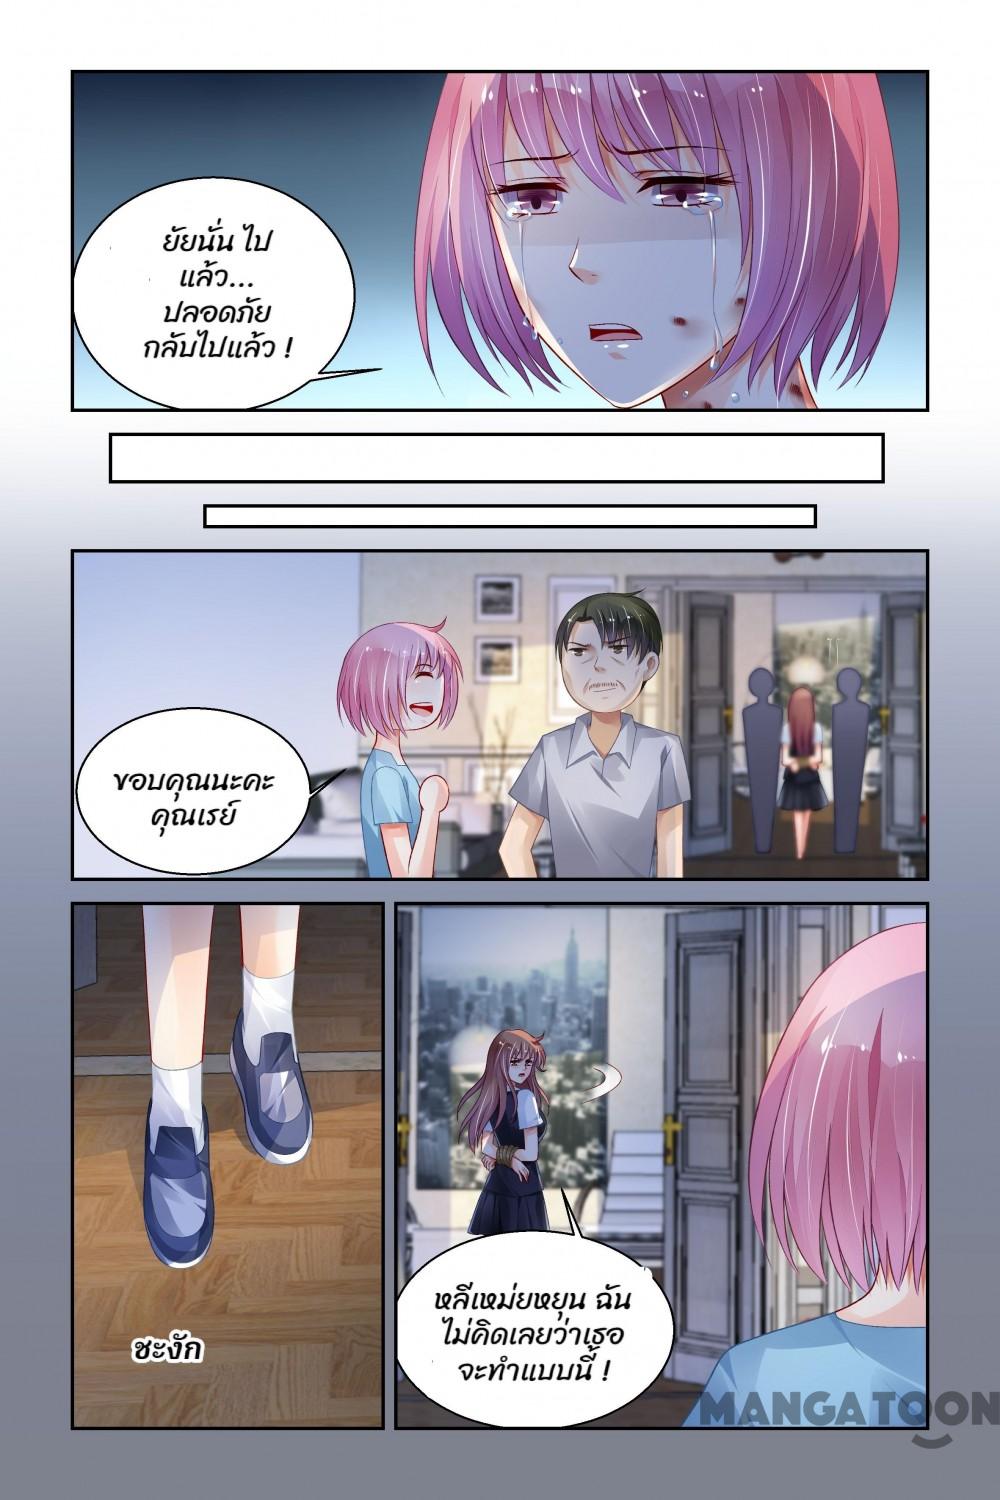 ยัยนั่น ไป
แล้ว...
ปลอดภัย
กลับไปแล้ว !
ขอบคุณนะคะ
คุณเรย์
ชะงัก
หลีเหม่ยหยุน ฉัน
ไม่คิดเลยว่าเธอ
จะทำแบบนี้ !
MANGATOON